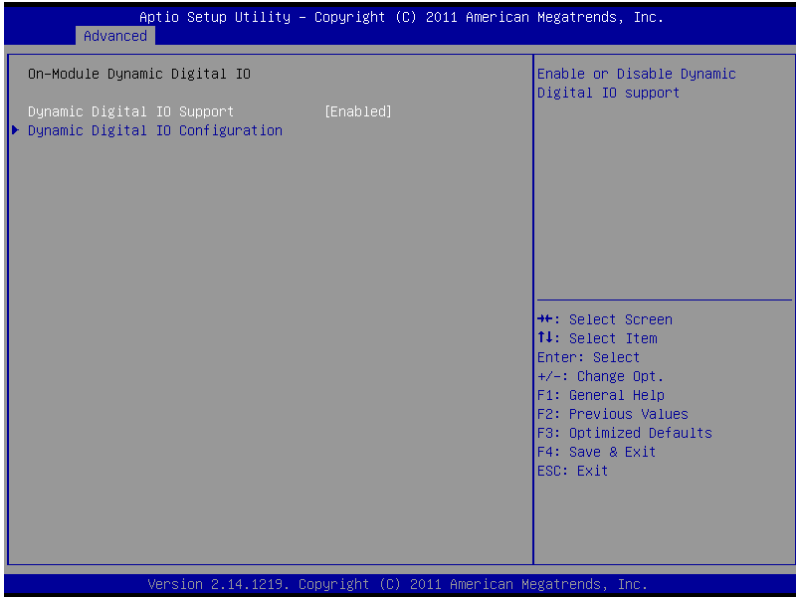 Aptio Setup Utility – Copyright (C) 2011 American Megatrends, Inc.
Advanced
On-Module Dynamic Digital IO
Dynamic Digital IO Support [Enabled]
▶ Dynamic Digital IO Configuration
Enable or Disable Dynamic
Digital IO support
→←: Select Screen
↑↓: Select Item
Enter: Select
+/-: Change Opt.
F1: General Help
F2: Previous Values
F3: Optimized Defaults
F4: Save & Exit
ESC: Exit
Version 2.14.1219. Copyright (C) 2011 American Megatrends, Inc.